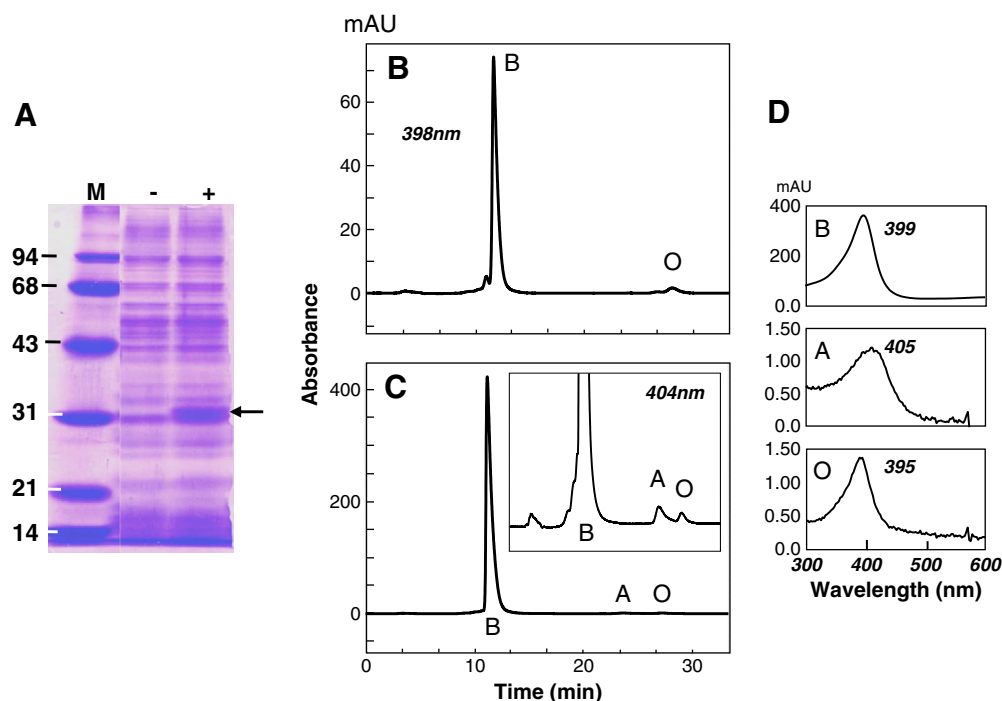 A
M - +
94
68
43
31
21
14
mAU
B
398nm
B
O
60
40
20
0
Absorbance
C
404nm
A
O
B
400
200
0
A
O
B
0 10 20 30
Time (min)
D
mAU
400
200
0.0
B
399
1.50
1.00
0.50
0.0
A
405
1.50
1.00
0.50
0.0
O
395
300 400 500 600
Wavelength (nm)